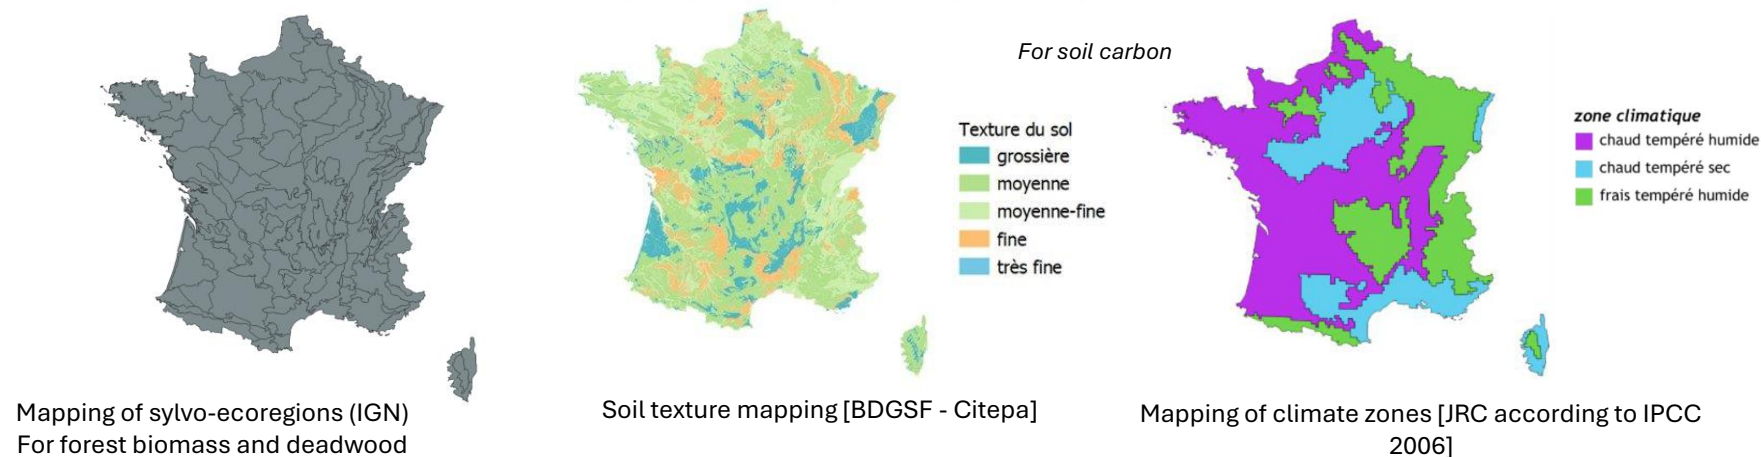 For soil carbon
Texture du sol
grossière
moyenne
moyenne-fine
fine
très fine
zone climatique
chaud tempéré humide
chaud tempéré sec
frais tempéré humide
Mapping of sylvo-ecoregions (IGN)
For forest biomass and deadwood
Soil texture mapping [BDGSF - Citepa]
Mapping of climate zones [JRC according to IPCC
2006]